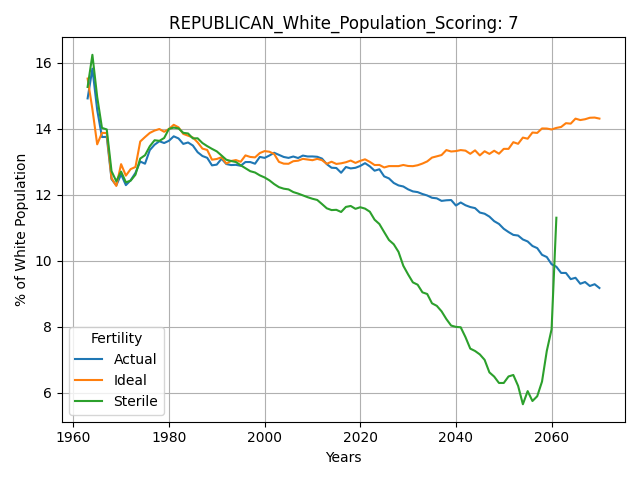 REPUBLICAN_White_Population_Scoring: 7
% of White Population
16
14
12
10
8
6
Fertility
Actual
Ideal
Sterile
1960 1980 2000 2020 2040 2060
Years